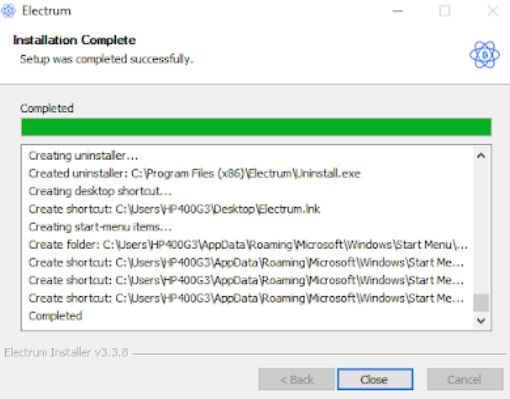 Electrum
Installation Complete
Setup was completed successfully.
Completed
Creating uninstaller...
Created uninstaller: C:\Program Files (x86)\Electrum\Uninstall.exe
Creating desktop shortcut...
Create shortcut: C:\Users\HP400G3\Desktop\Electrum.lnk
Creating start-menu items...
Create folder: C:\Users\HP400G3\AppData\Roaming\Microsoft\Windows\Start Menu\...
Create shortcut: C:\Users\HP400G3\AppData\Roaming\Microsoft\Windows\Start Me...
Create shortcut: C:\Users\HP400G3\AppData\Roaming\Microsoft\Windows\Start Me...
Create shortcut: C:\Users\HP400G3\AppData\Roaming\Microsoft\Windows\Start Me...
Completed
Electrum Installer v3.3.8
< Back Close Cancel